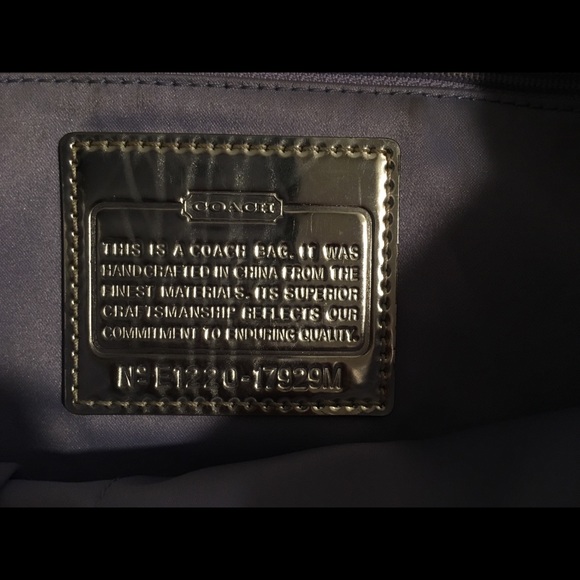 COACH
THIS IS A COACH BAG. IT WAS
HANDCRAFTED IN CHINA FROM THE
FINEST MATERIALS. ITS SUPERIOR
CRAFTSMANSHIP REFLECTS OUR
COMMITMENT TO ENDURING QUALITY.
Nº E1220-17929M